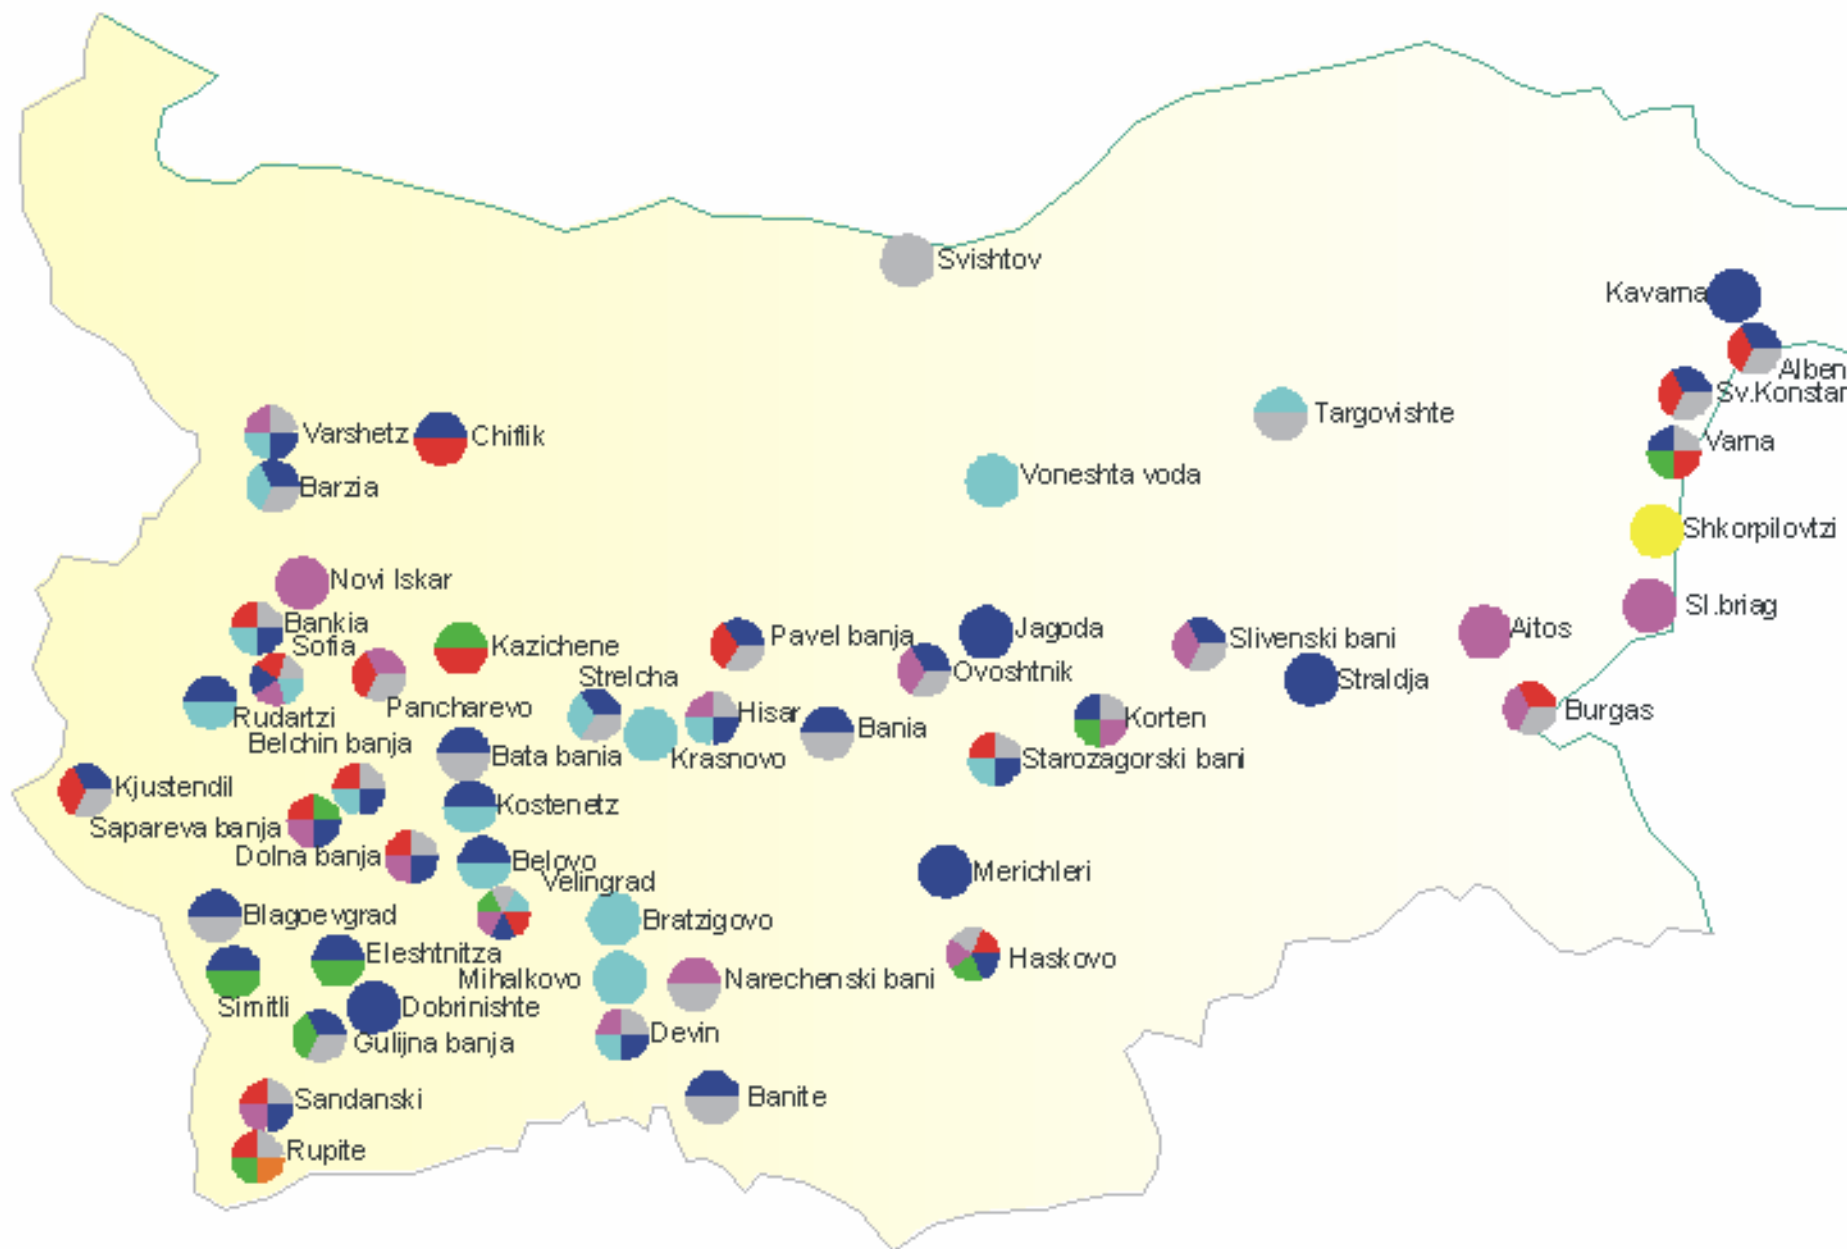 Svishtov
Kavarna
Alben
Sv.Konstan
Targovishte
Varna
Varshetz
Chiflik
Voneshta voda
Barzia
Shkorpilovtzi
Novi Iskar
Sl.briag
Bankia
Sofia
Kazichene
Pavel banja
Jagoda
Slivenski bani
Aitos
Strelcha
Ovoshtnik
Straldja
Rudartzi
Pancharevo
Hisar
Korten
Burgas
Belchin banja
Bata bania
Krasnovo
Bania
Starozagorski bani
Kjustendil
Kostenetz
Sapareva banja
Dolna banja
Belovo
Merichleri
Velingrad
Blagoevgrad
Bratzigovo
Eleshtnitza
Haskovo
Mihalkovo
Narechenski bani
Simitli
Dobrinishte
Gulijna banja
Devin
Sandanski
Banite
Rupite